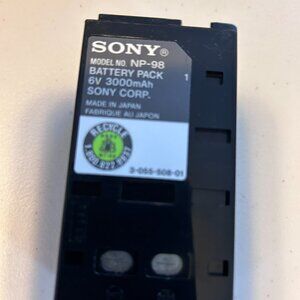 SONY®
MODEL NO. NP-98
BATTERY PACK 1
6V 3000mAh
SONY CORP.
MADE IN JAPAN
FABRIQUE AU JAPON
RECYCLE
1.800.822.8837
3-055-508-01